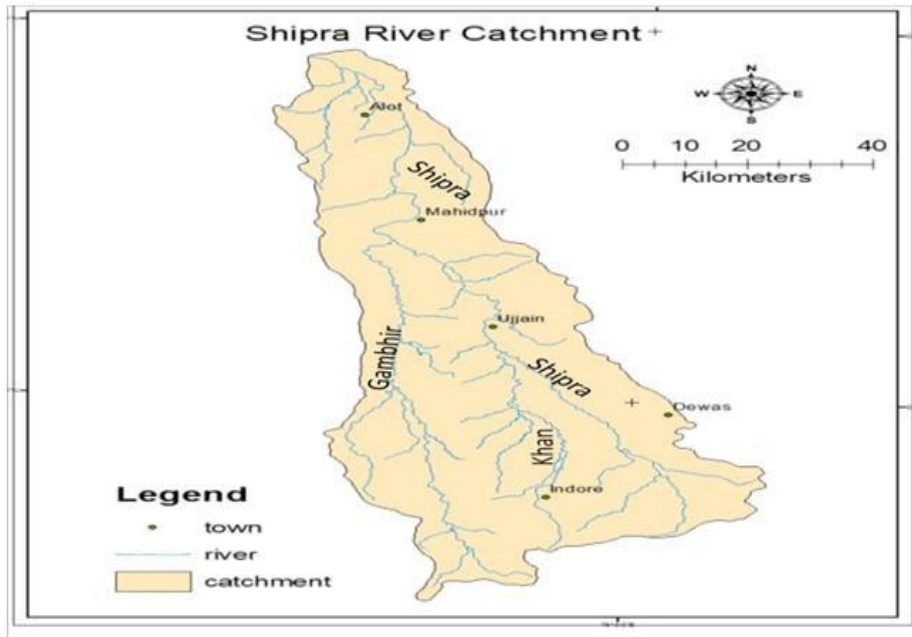 Shipra River Catchment
N
W E
S
0 10 20 40
Kilometers
Alot
Shipra
Mahidpur
Ujjain
Gambhir
Shipra
Dewas
Khan
Indore
Legend
town
river
catchment